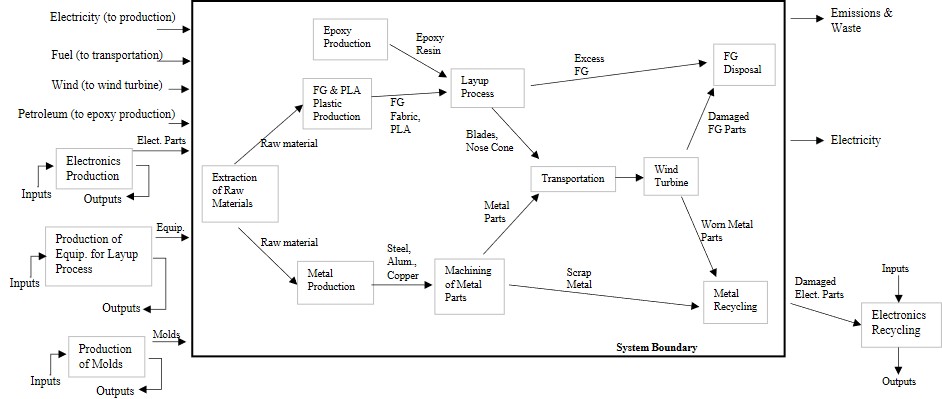 Electricity (to production)
Fuel (to transportation)
Wind (to wind turbine)
Petroleum (to epoxy production)
Elect. Parts
Electronics
Production
Inputs
Outputs
Equip.
Production of
Equip. for Layup
Process
Inputs
Outputs
Molds
Production
of Molds
Inputs
Outputs
Epoxy
Production
Epoxy
Resin
FG & PLA
Plastic
Production
FG
Fabric,
PLA
Raw material
Extraction
of Raw
Materials
Raw material
Metal
Production
Steel,
Alum.,
Copper
Layup
Process
Excess
FG
FG
Disposal
Blades,
Nose Cone
Damaged
FG Parts
Transportation
Wind
Turbine
Metal
Parts
Worn Metal
Parts
Machining
of Metal
Parts
Scrap
Metal
Metal
Recycling
System Boundary
Emissions &
Waste
Electricity
Damaged
Elect. Parts
Inputs
Electronics
Recycling
Outputs